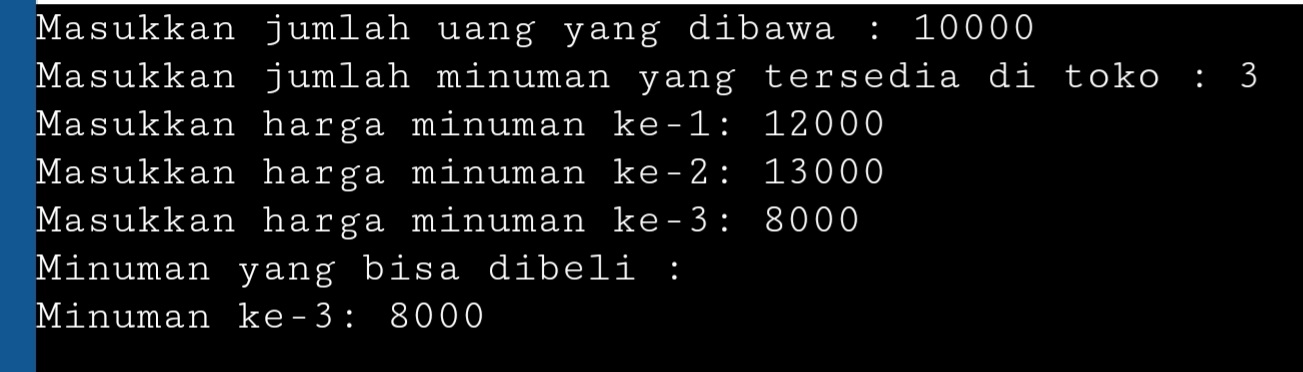 Masukkan jumlah uang yang dibawa : 10000
Masukkan jumlah minuman yang tersedia di toko : 3
Masukkan harga minuman ke-1: 12000
Masukkan harga minuman ke-2: 13000
Masukkan harga minuman ke-3: 8000
Minuman yang bisa dibeli :
Minuman ke-3: 8000